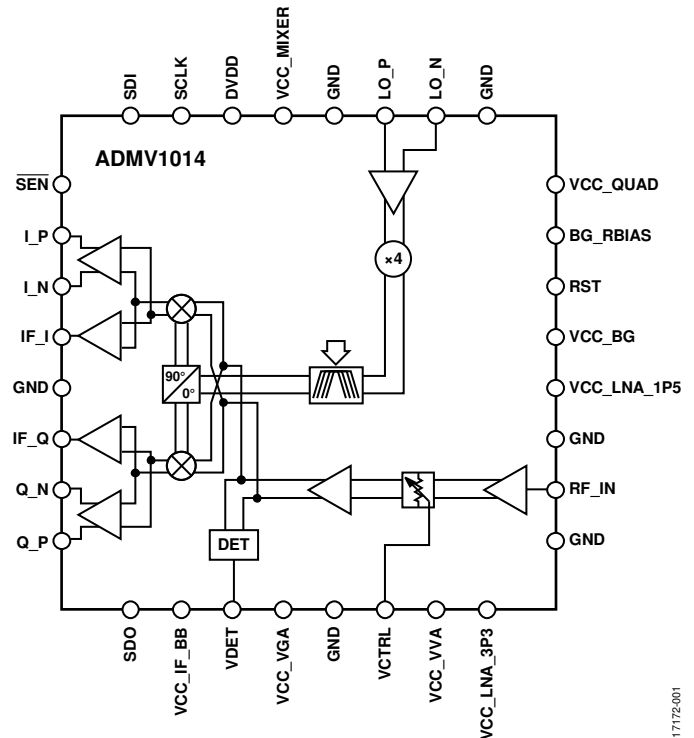 SDI
SCLK
DVDD
VCC_MIXER
GND
LO_P
LO_N
GND
ADMV1014
SEN
I_P
I_N
IF_I
GND
IF_Q
Q_N
Q_P
VCC_QUAD
BG_RBIAS
RST
VCC_BG
VCC_LNA_1P5
GND
RF_IN
GND
×4
90°
0°
DET
SDO
VCC_IF_BB
VDET
VCC_VGA
GND
VCTRL
VCC_VVA
VCC_LNA_3P3
17172-001